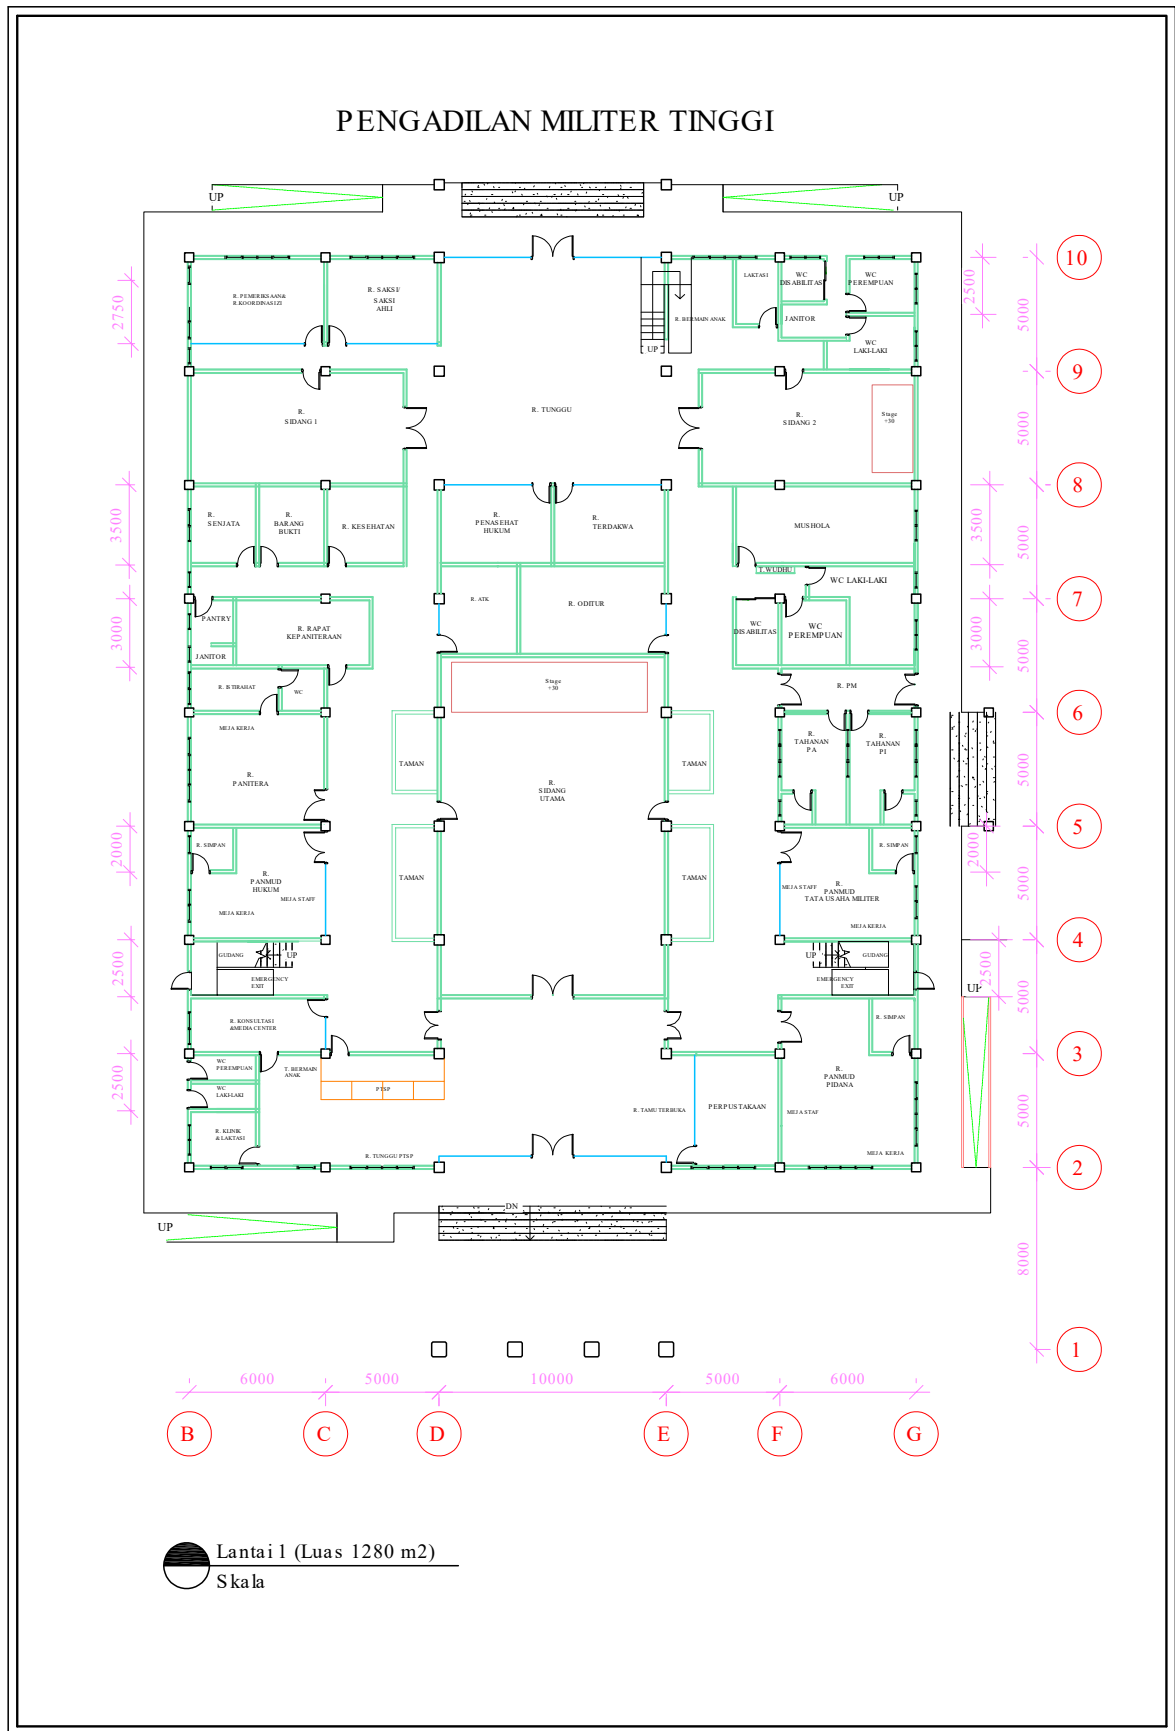 PENGADILAN MILITER TINGGI
UP
UP
10
2750
R. PEMERIKSAAN&
R.KOORDINASIZI
R. SAKSI/
SAKSI
AHLI
UP
R. BERMAIN ANAK
LAKTASI
WC
DISABILITAS
JANITOR
WC
PEREMPUAN
WC
LAKI-LAKI
2500
5000
9
R.
SIDANG 1
R. TUNGGU
R.
SIDANG 2
Stage
+30
5000
8
3500
R.
SENJATA
R.
BARANG
BUKTI
R. KESEHATAN
R.
PENASEHAT
HUKUM
R.
TERDAKWA
MUSHOLA
T.WUDHU
WC LAKI-LAKI
3500
5000
7
3000
PANTRY
JANITOR
R. RAPAT
KEPANITERAAN
R. ATK
R. ODITUR
WC
DISABILITAS
WC
PEREMPUAN
3000
5000
R. ISTIRAHAT
WC
Stage
+30
R. PM
6
MEJA KERJA
R.
PANITERA
TAMAN
R.
SIDANG
UTAMA
TAMAN
R.
TAHANAN
PA
R.
TAHANAN
PI
5000
5
2000
R. SIMPAN
R.
PANMUD
HUKUM
MEJA STAFF
MEJA KERJA
TAMAN
TAMAN
R. SIMPAN
MEJA STAFF
R.
PANMUD
TATA USAHA MILITER
MEJA KERJA
2000
5000
4
2500
GUDANG
UP
EMERGENCY
EXIT
UP
GUDANG
EMERGENCY
EXIT
UP
2500
5000
R. KONSULTASI
&MEDIA CENTER
R. SIMPAN
3
2500
WC
PEREMPUAN
WC
LAKI-LAKI
R. KLINIK
& LAKTASI
T. BERMAIN
ANAK
PTSP
R. TUNGGU PTSP
R. TAMU TERBUKA
PERPUSTAKAAN
R.
PANMUD
PIDANA
MEJA STAF
MEJA KERJA
5000
2
UP
DN
8000
1
6000
5000
10000
5000
6000
B
C
D
E
F
G
Lantai 1 (Luas 1280 m2)
Skala